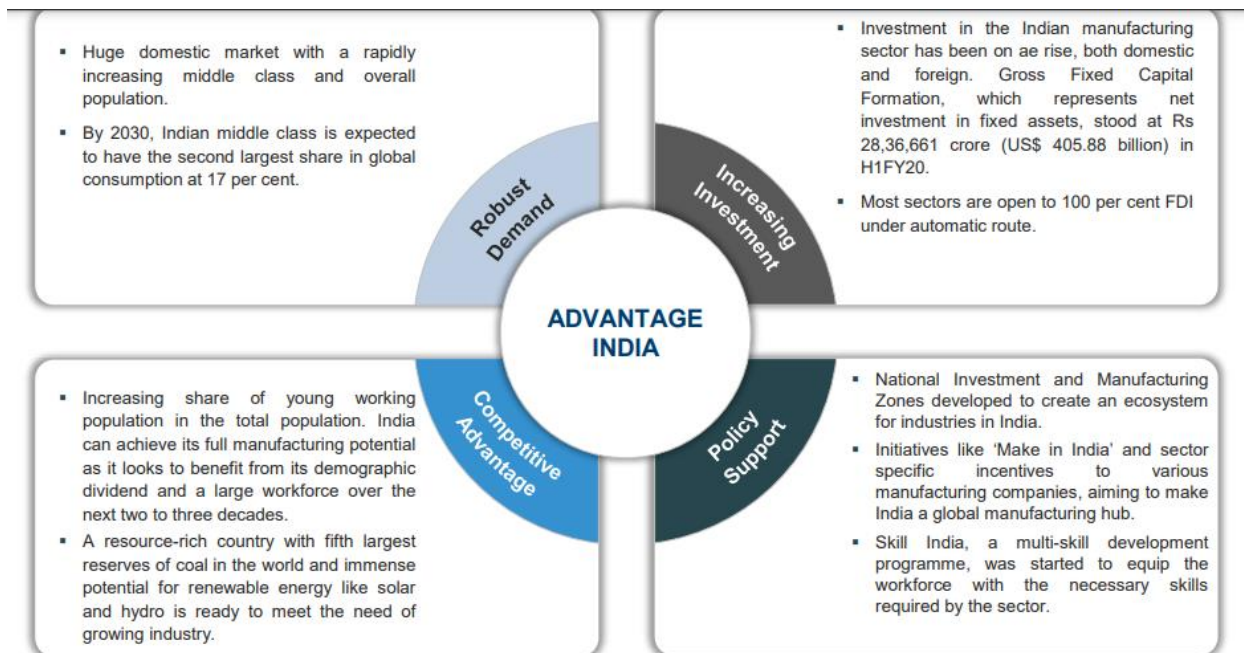 ▪ Huge domestic market with a rapidly
increasing middle class and overall
population.
▪ By 2030, Indian middle class is expected
to have the second largest share in global
consumption at 17 per cent.
Robust
Demand
▪ Investment in the Indian manufacturing
sector has been on ae rise, both domestic
and foreign. Gross Fixed Capital
Formation, which represents net
investment in fixed assets, stood at Rs
28,36,661 crore (US$ 405.88 billion) in
H1FY20.
▪ Most sectors are open to 100 per cent FDI
under automatic route.
Increasing
Investment
ADVANTAGE
INDIA
▪ Increasing share of young working
population in the total population. India
can achieve its full manufacturing potential
as it looks to benefit from its demographic
dividend and a large workforce over the
next two to three decades.
▪ A resource-rich country with fifth largest
reserves of coal in the world and immense
potential for renewable energy like solar
and hydro is ready to meet the need of
growing industry.
Competitive
Advantage
▪ National Investment and Manufacturing
Zones developed to create an ecosystem
for industries in India.
▪ Initiatives like ‘Make in India’ and sector
specific incentives to various
manufacturing companies, aiming to make
India a global manufacturing hub.
▪ Skill India, a multi-skill development
programme, was started to equip the
workforce with the necessary skills
required by the sector.
Policy
Support